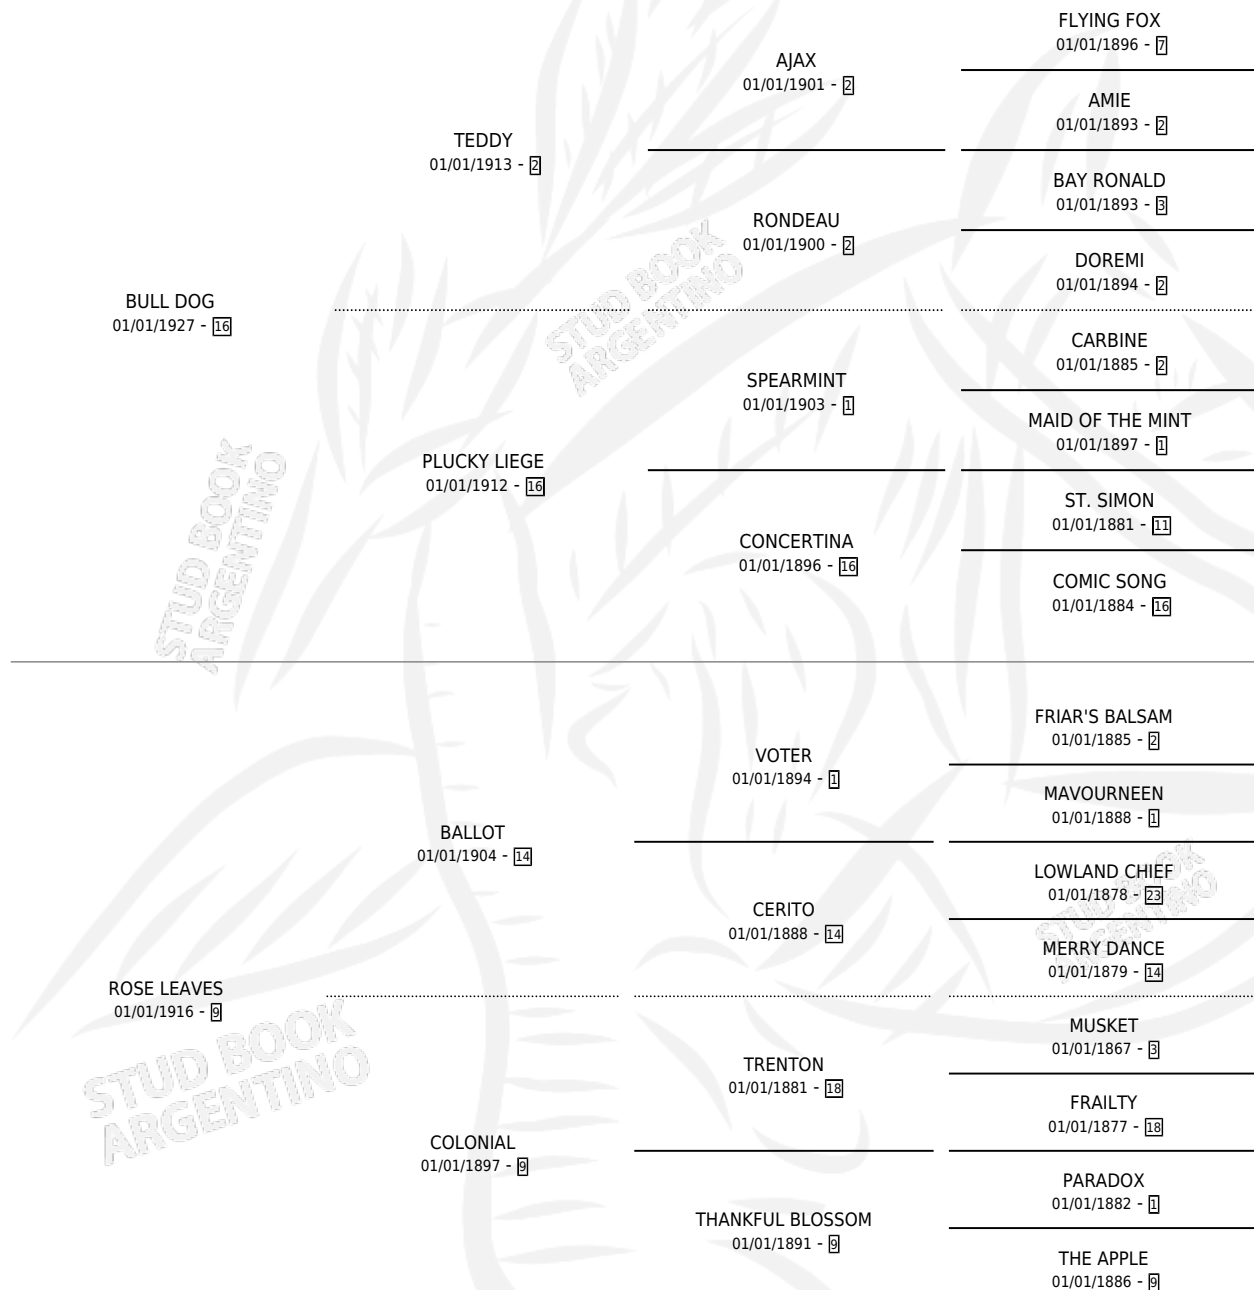 FLYING FOX
01/01/1896 - 7
AJAX
01/01/1901 - 2
AMIE
01/01/1893 - 2
TEDDY
01/01/1913 - 2
BAY RONALD
01/01/1893 - 3
RONDEAU
01/01/1900 - 2
DOREMI
01/01/1894 - 2
BULL DOG
01/01/1927 - 16
STUD BOOK
ARGENTINO
CARBINE
01/01/1885 - 2
SPEARMINT
01/01/1903 - 1
MAID OF THE MINT
01/01/1897 - 1
PLUCKY LIEGE
01/01/1912 - 16
ST. SIMON
01/01/1881 - 11
CONCERTINA
01/01/1896 - 16
COMIC SONG
01/01/1884 - 16
STUD BOOK
ARGENTINO
FRIAR'S BALSAM
01/01/1885 - 2
VOTER
01/01/1894 - 1
MAVOURNEEN
01/01/1888 - 1
BALLOT
01/01/1904 - 14
LOWLAND CHIEF
01/01/1878 - 23
CERITO
01/01/1888 - 14
STUD BOOK
ARGENTINO
MERRY DANCE
01/01/1879 - 14
ROSE LEAVES
01/01/1916 - 9
STUD BOOK
ARGENTINO
MUSKET
01/01/1867 - 3
TRENTON
01/01/1881 - 18
FRAILTY
01/01/1877 - 18
COLONIAL
01/01/1897 - 9
PARADOX
01/01/1882 - 1
THANKFUL BLOSSOM
01/01/1891 - 9
THE APPLE
01/01/1886 - 9